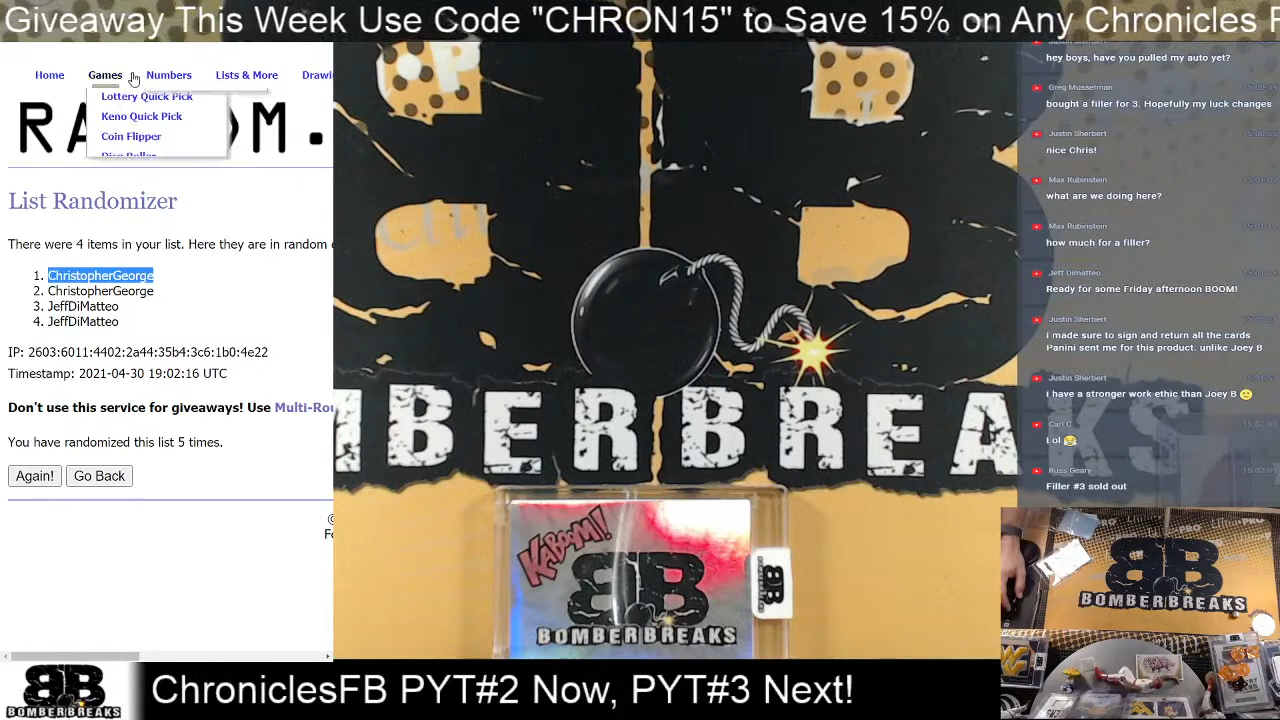 Giveaway This Week Use Code "CHRON15" to Save 15% on Any Chronicles
Home Games Numbers Lists & More
Lottery Quick Pick
Keno Quick Pick
Coin Flipper
Dice Roller
List Randomizer
There were 4 items in your list. Here they are in random
1. ChristopherGeorge
2. ChristopherGeorge
3. JeffDiMatteo
4. JeffDiMatteo
IP: 2603:6011:4402:2a44:35b4:3c6:1b0:4e22
Timestamp: 2021-04-30 19:02:16 UTC
Don't use this service for giveaways! Use
You have randomized this list 5 times.
Again! Go Back
MBERBREA
KABOOM!!
BB
BOMBERBREAKS
BB
hey boys, have you pulled my auto yet?
Greg Musselman
bought a filler for 3. Hopefully my luck changes
Justin Sherbert
nice Chris!
Max Rubinstein
what are we doing here?
Max Rubinstein
how much for a filler?
Jeff Dimatteo
Ready for some Friday afternoon BOOM!
Justin Sherbert
i made sure to sign and return all the cards
Panini sent me for this product. unlike Joey B
Justin Sherbert
i have a stronger work ethic than Joey B 🙂
Carl C
Lol 😂
Russ Geary
Filler #3 sold out
BB
BOMBERBREAKS
BB
BOMBERBREAKS
ChroniclesFB PYT#2 Now, PYT#3 Next!